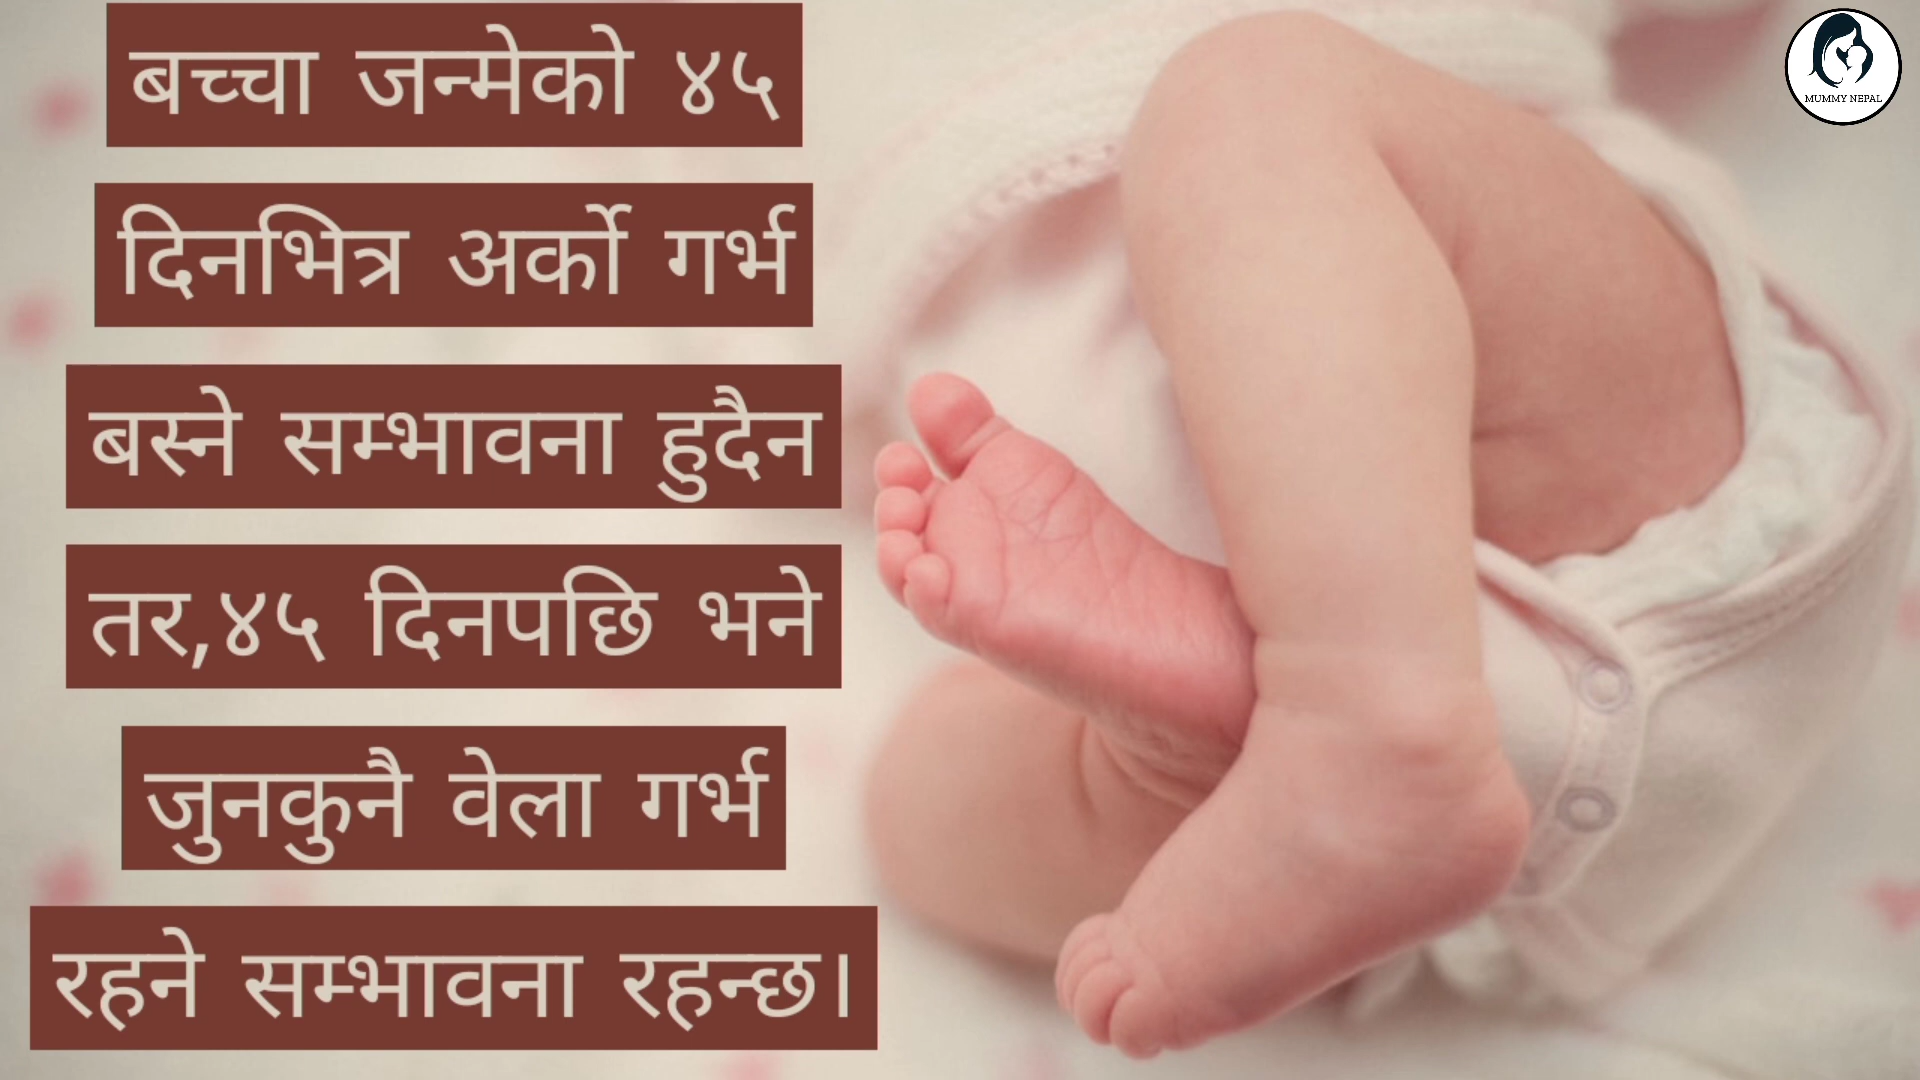 बच्चा जन्मेको ४५
दिनभित्र अर्को गर्भ
बस्ने सम्भावना हुदैन
तर,४५ दिनपछि भने
जुनकुनै वेला गर्भ
रहने सम्भावना रहन्छ।
MUMMY NEPAL